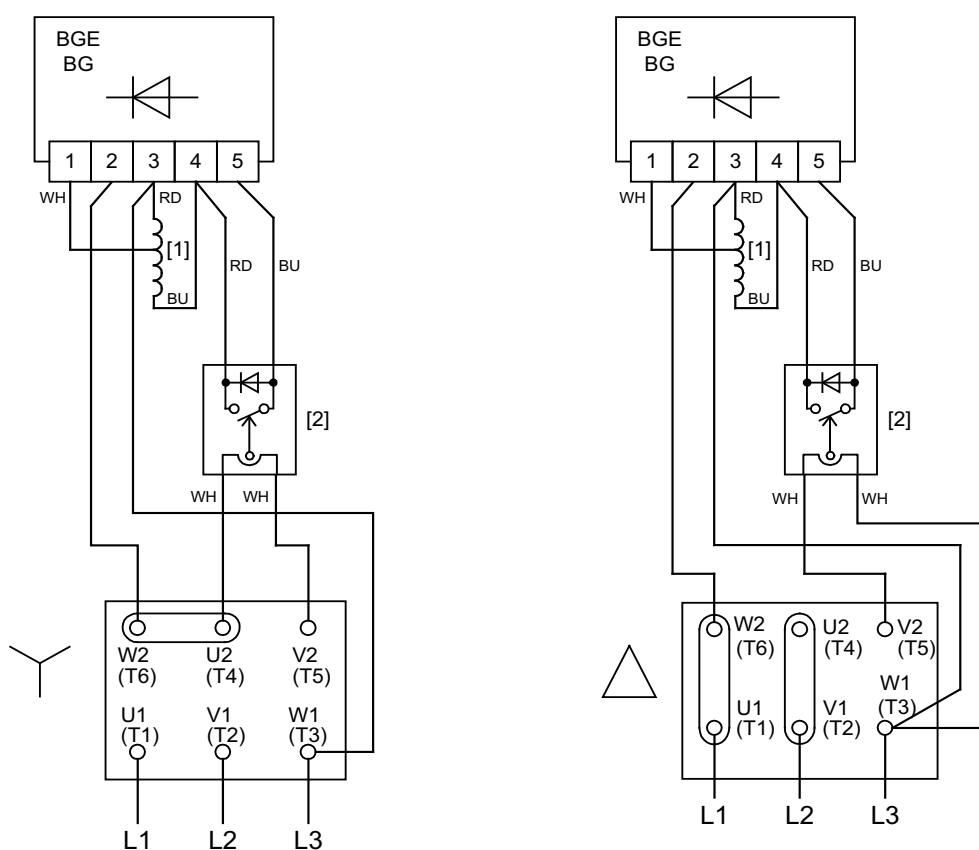 BGE
BG
1 2 3 4 5
WH RD
[1]
RD BU
BU
[2]
WH WH
W2 U2 V2
(T6) (T4) (T5)
U1 V1 W1
(T1) (T2) (T3)
L1 L2 L3
BGE
BG
1 2 3 4 5
WH RD
[1]
RD BU
BU
[2]
WH WH
W2 U2 V2
(T6) (T4) (T5)
W1
U1 V1 (T3)
(T1) (T2)
L1 L2 L3